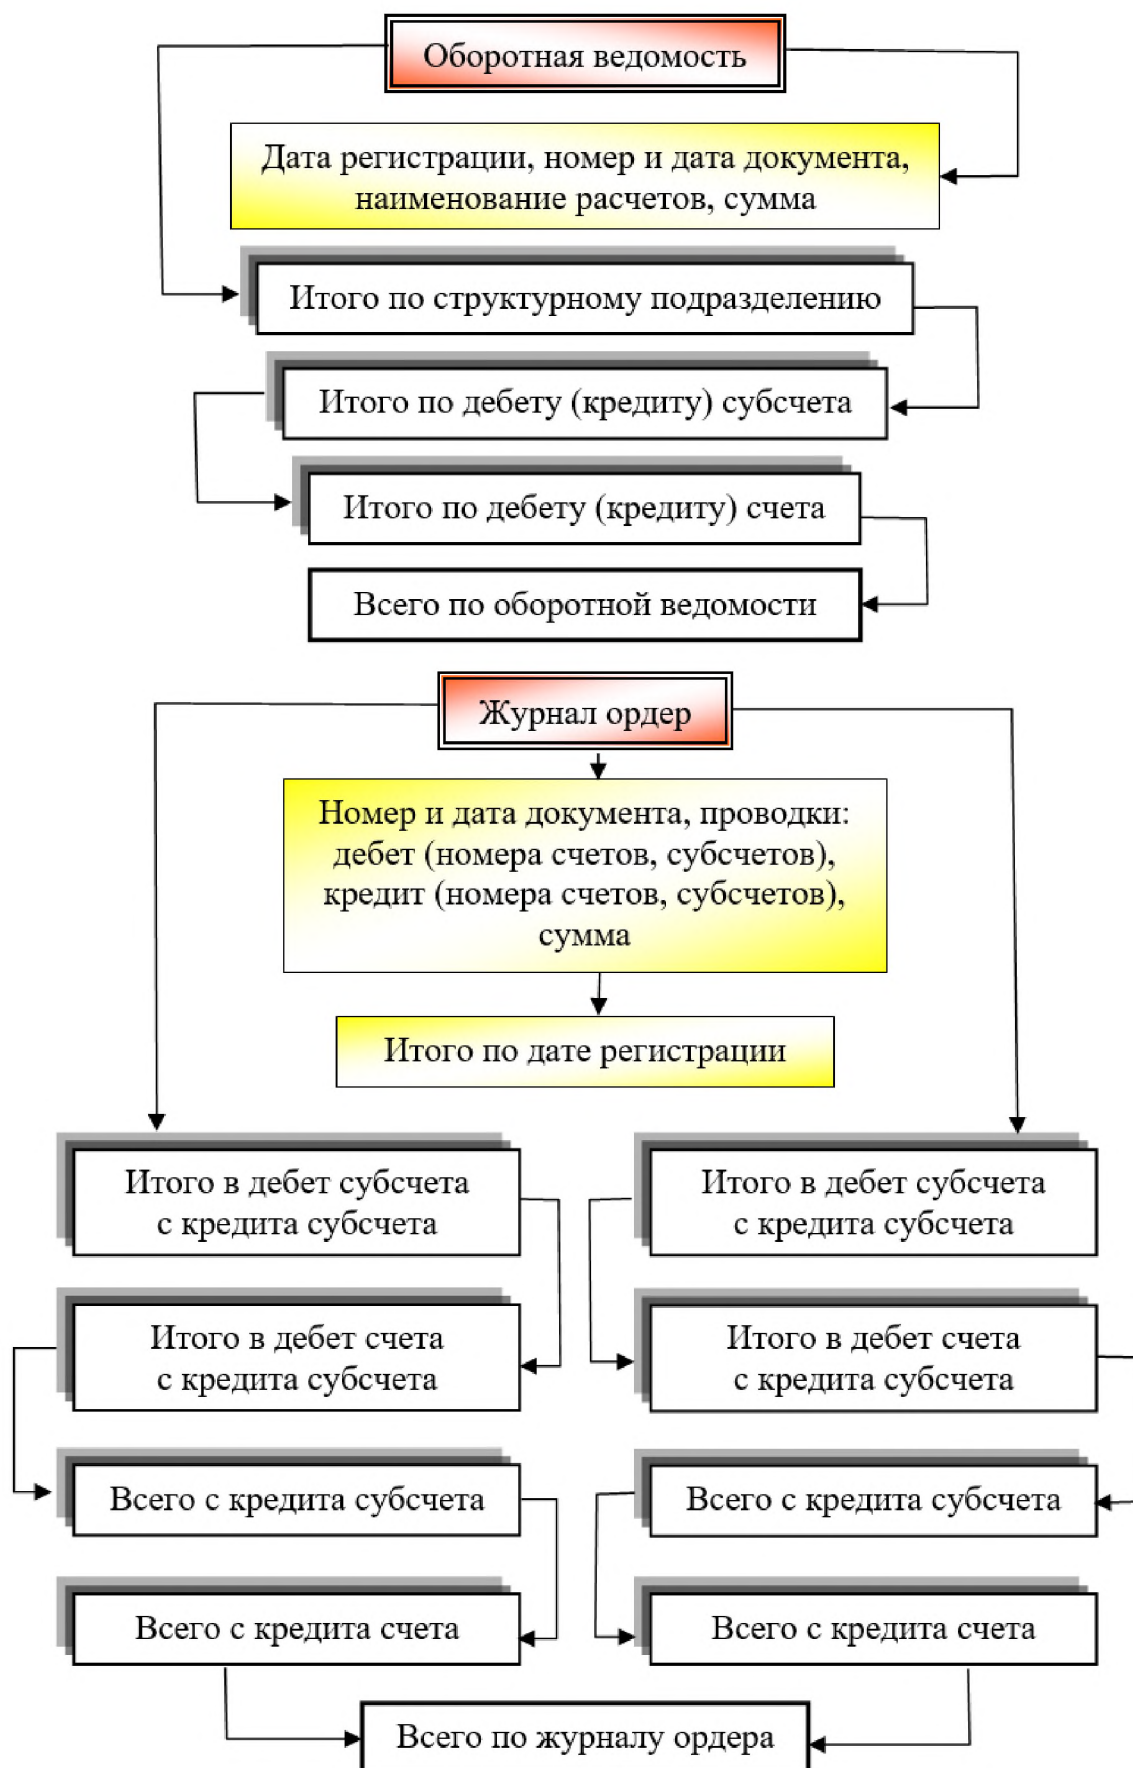 Оборотная ведомость
Дата регистрации, номер и дата документа,
наименование расчетов, сумма
Итого по структурному подразделению
Итого по дебету (кредиту) субсчета
Итого по дебету (кредиту) счета
Всего по оборотной ведомости
Журнал ордер
Номер и дата документа, проводки:
дебет (номера счетов, субсчетов),
кредит (номера счетов, субсчетов),
сумма
Итого по дате регистрации
Итого в дебет субсчета
с кредита субсчета
Итого в дебет субсчета
с кредита субсчета
Итого в дебет счета
с кредита субсчета
Итого в дебет счета
с кредита субсчета
Всего с кредита субсчета
Всего с кредита субсчета
Всего с кредита счета
Всего с кредита счета
Всего по журналу ордера